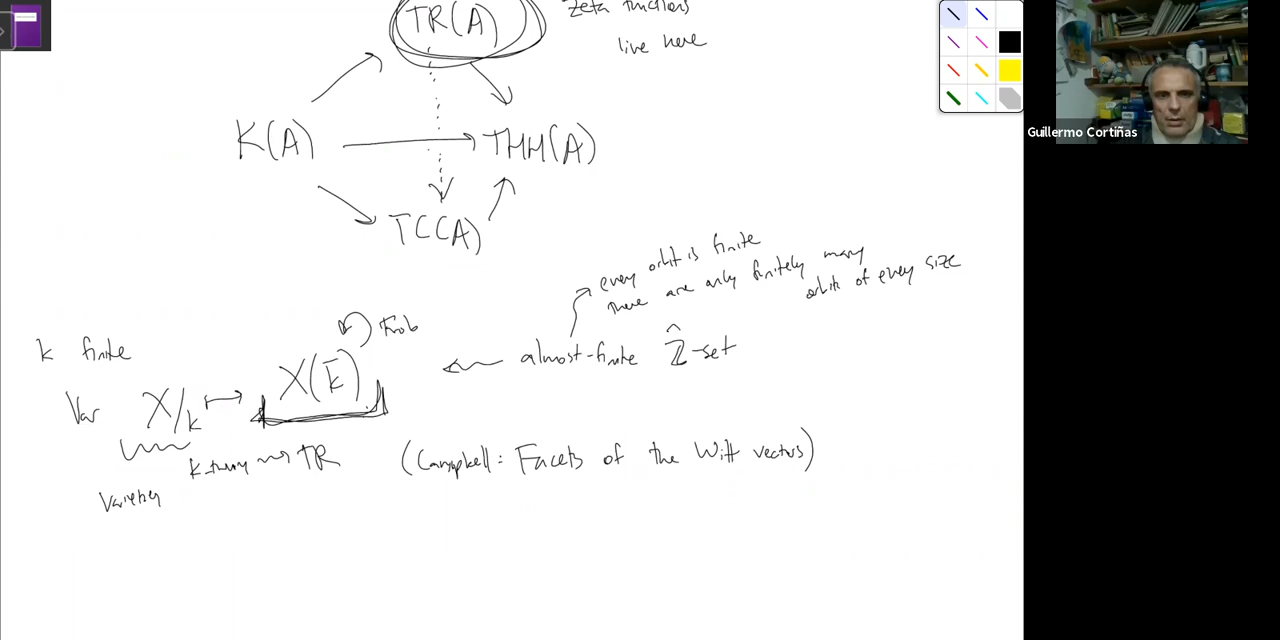 TR(A)
zeta functions
live here
K(A)
THH(A)
TC(A)
every orbit is finite
there are only finitely many
orbits of every size
k finite
Frob
Var X/k ↦ X(k̄)
almost-finite Ẑ-set
K-theory ⇝ TR
(Campbell: Facets of the Witt vectors)
Varieties
Guillermo Cortiñas